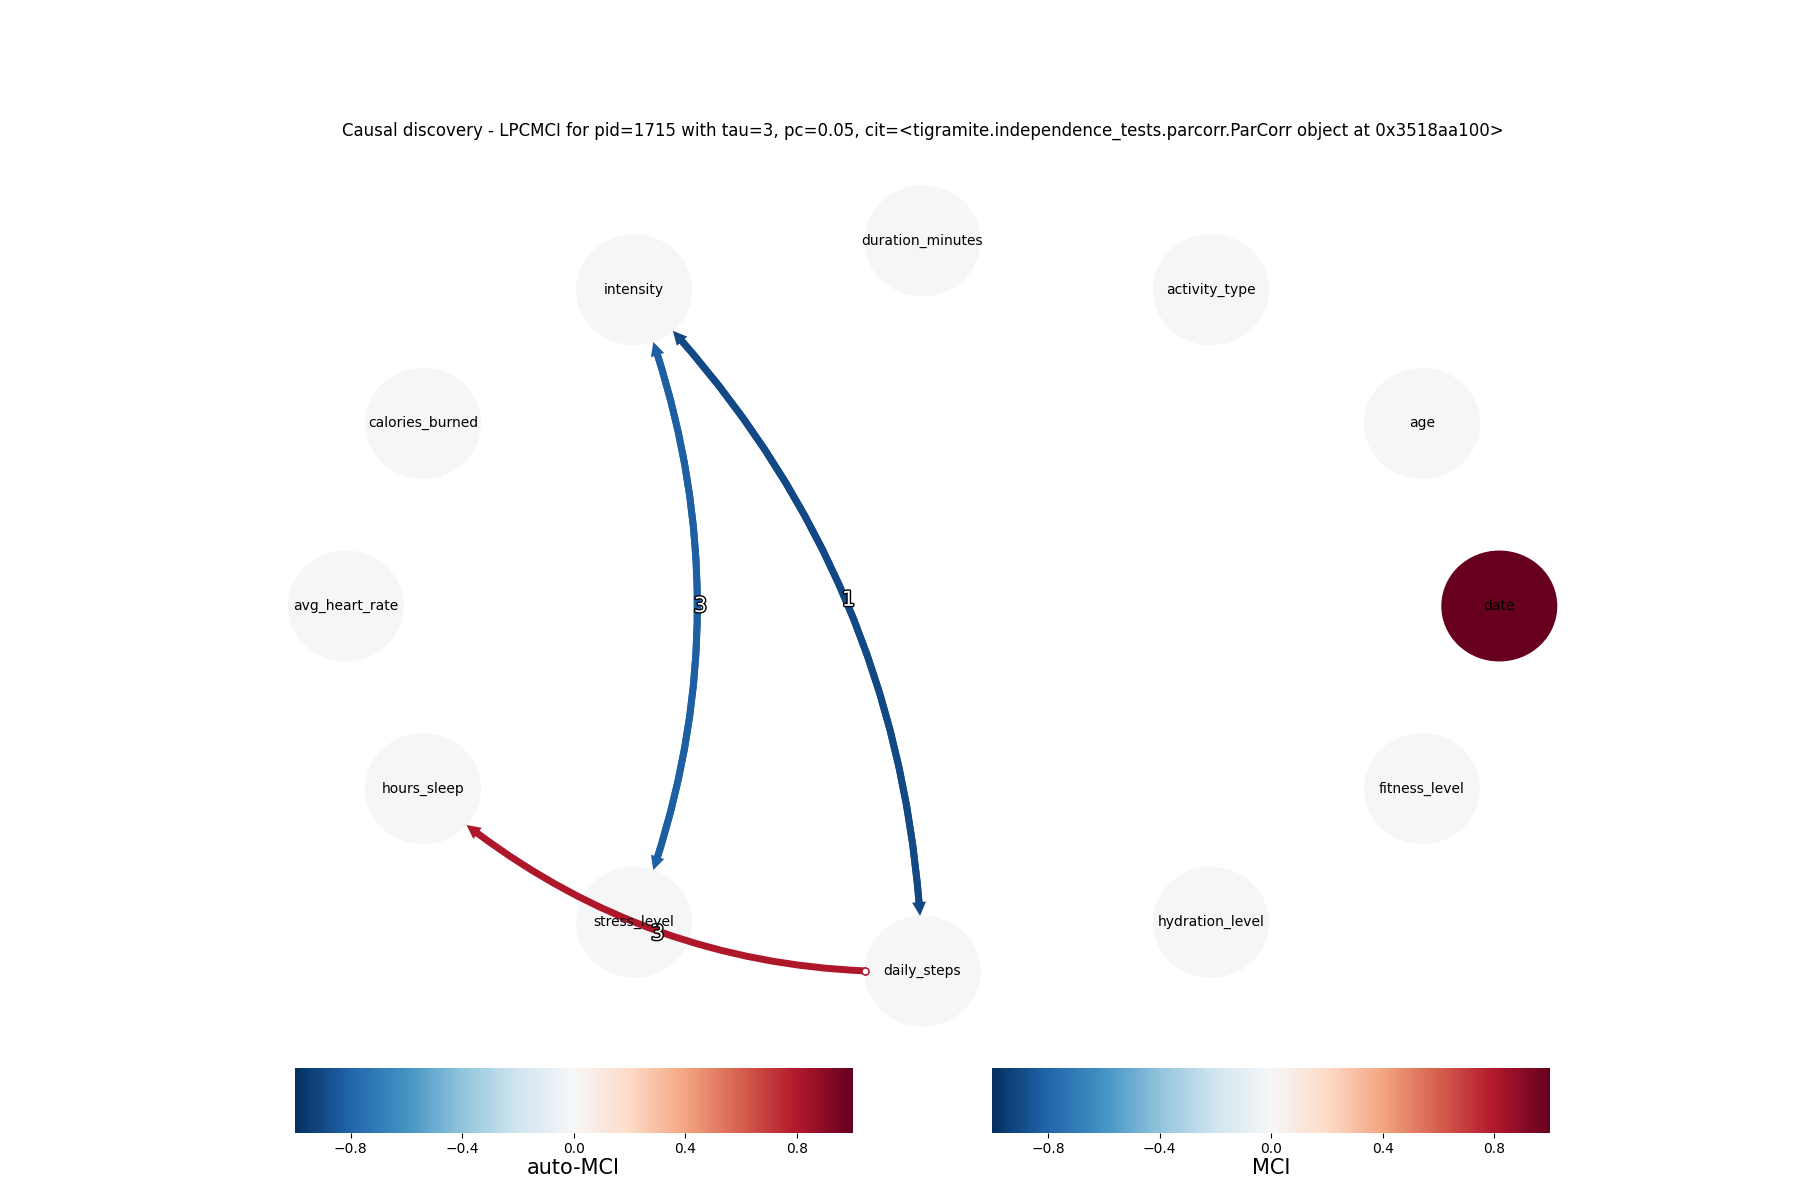 Causal discovery - LPCMCI for pid=1715 with tau=3, pc=0.05, cit=<tigramite.independence_tests.parcorr.ParCorr object at 0x3518aa100>
duration_minutes
intensity
activity_type
calories_burned
age
3
1
avg_heart_rate
date
hours_sleep
fitness_level
stress_level
3
hydration_level
daily_steps
−0.8 −0.4 0.0 0.4 0.8
auto-MCI
−0.8 −0.4 0.0 0.4 0.8
MCI